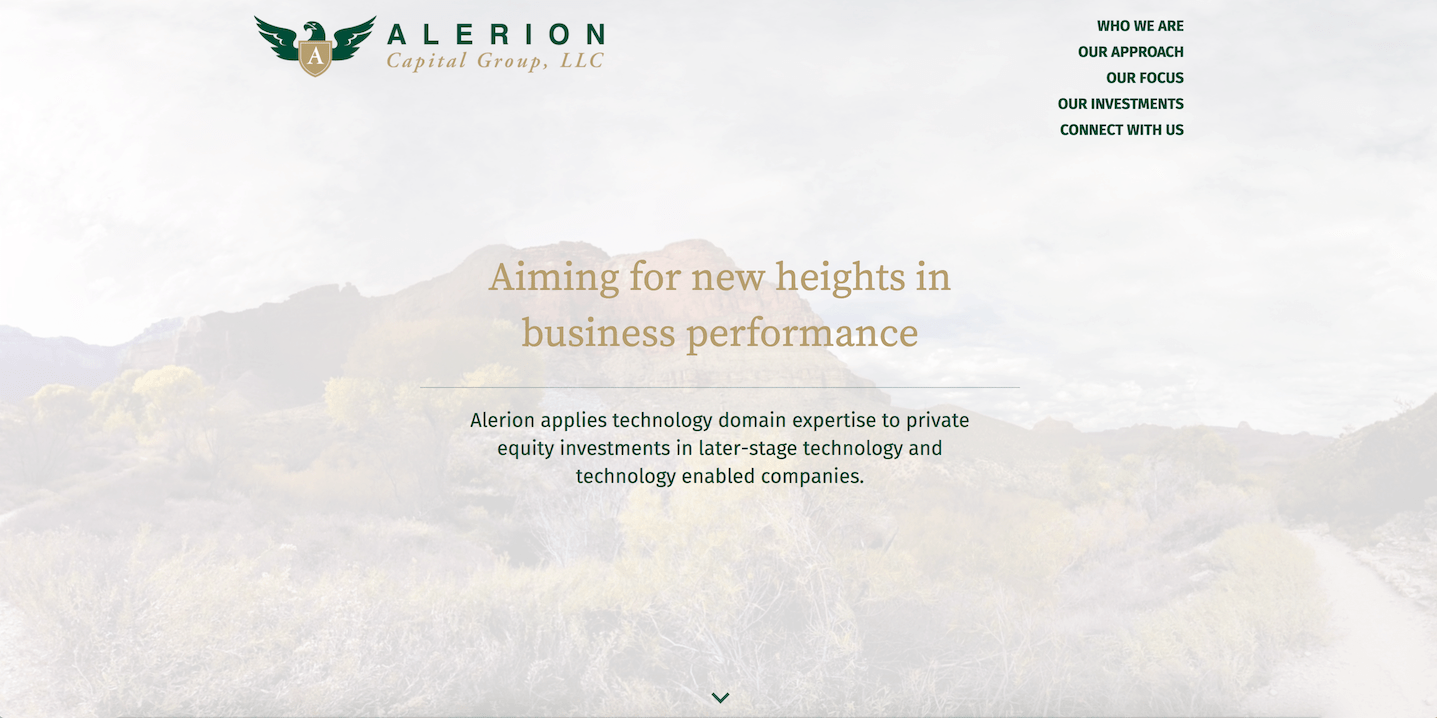 ALERION
Capital Group, LLC
A
WHO WE ARE
OUR APPROACH
OUR FOCUS
OUR INVESTMENTS
CONNECT WITH US
Aiming for new heights in
business performance
Alerion applies technology domain expertise to private
equity investments in later-stage technology and
technology enabled companies.